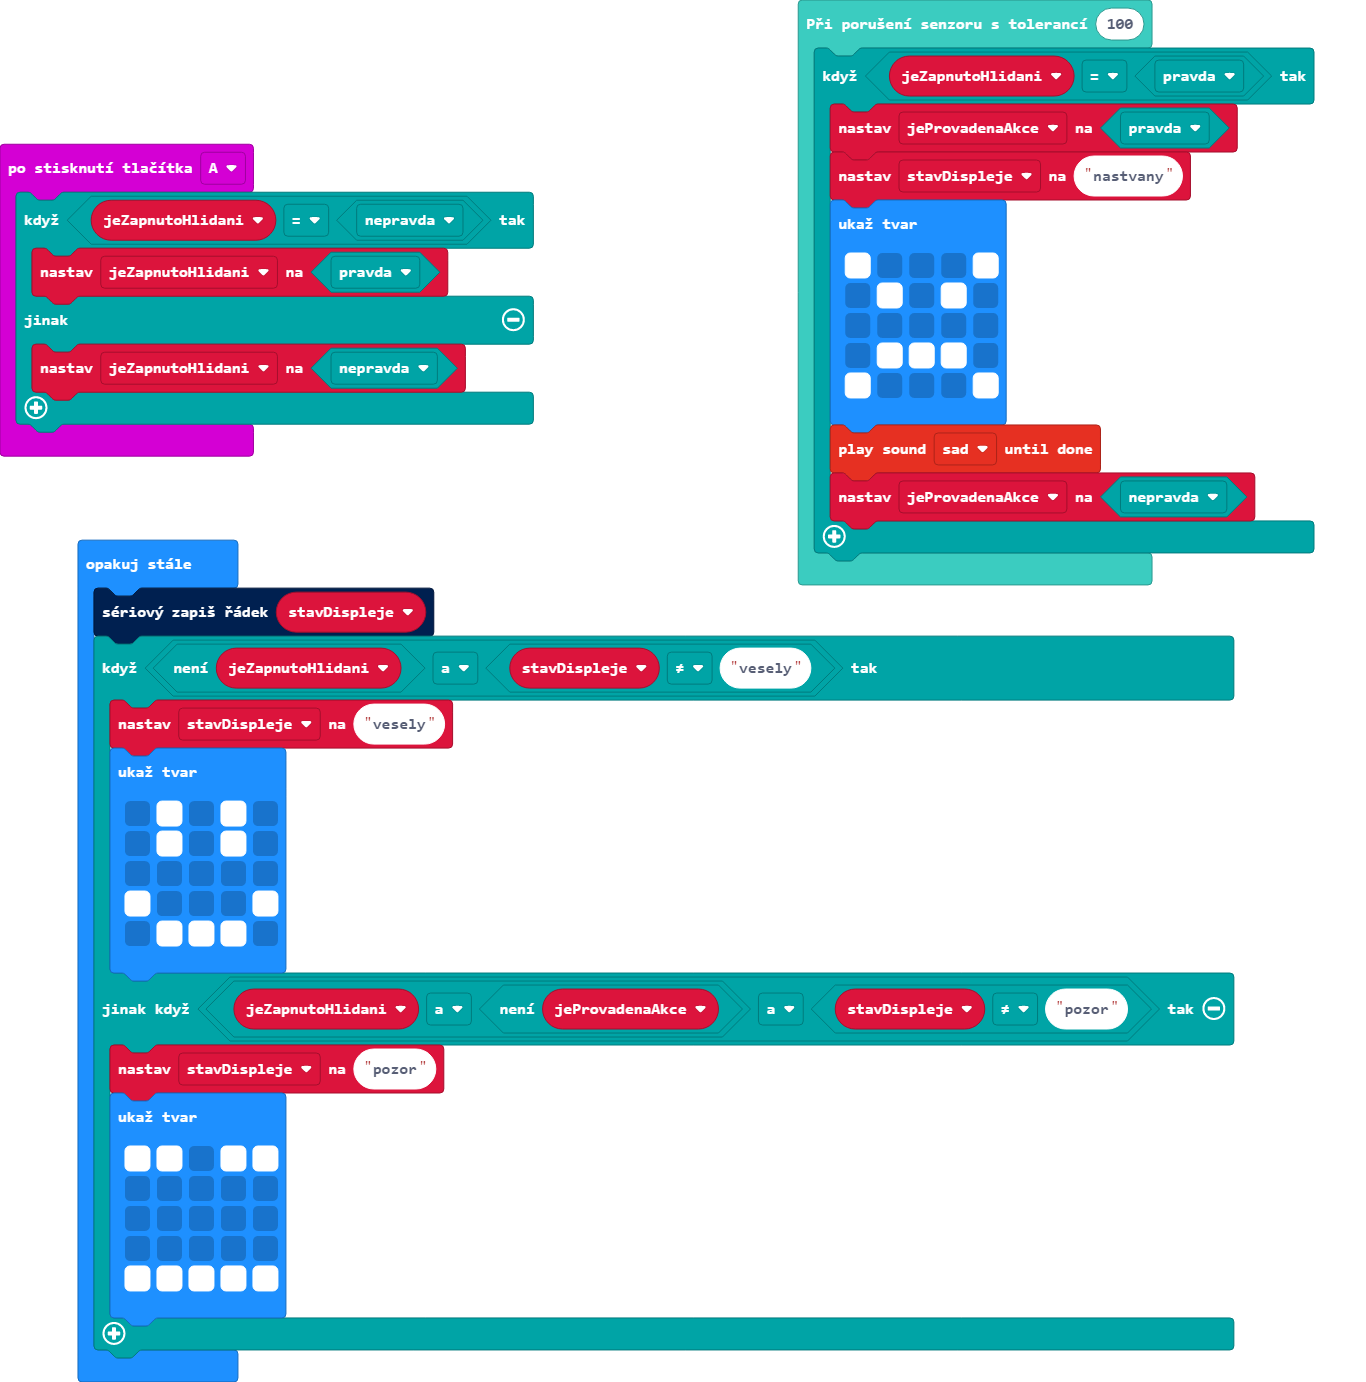 po stisknutí tlačítka A
když jeZapnutoHlidani = nepravda tak
nastav jeZapnutoHlidani na pravda
jinak
nastav jeZapnutoHlidani na nepravda
Při porušení senzoru s tolerancí 100
když jeZapnutoHlidani = pravda tak
nastav jeProvadenaAkce na pravda
nastav stavDispleje na "nastvany"
ukaž tvar
play sound sad until done
nastav jeProvadenaAkce na nepravda
opakuj stále
sériový zapiš řádek stavDispleje
když není jeZapnutoHlidani a stavDispleje ≠ "vesely" tak
nastav stavDispleje na "vesely"
ukaž tvar
jinak když jeZapnutoHlidani a není jeProvadenaAkce a stavDispleje ≠ "pozor" tak
nastav stavDispleje na "pozor"
ukaž tvar